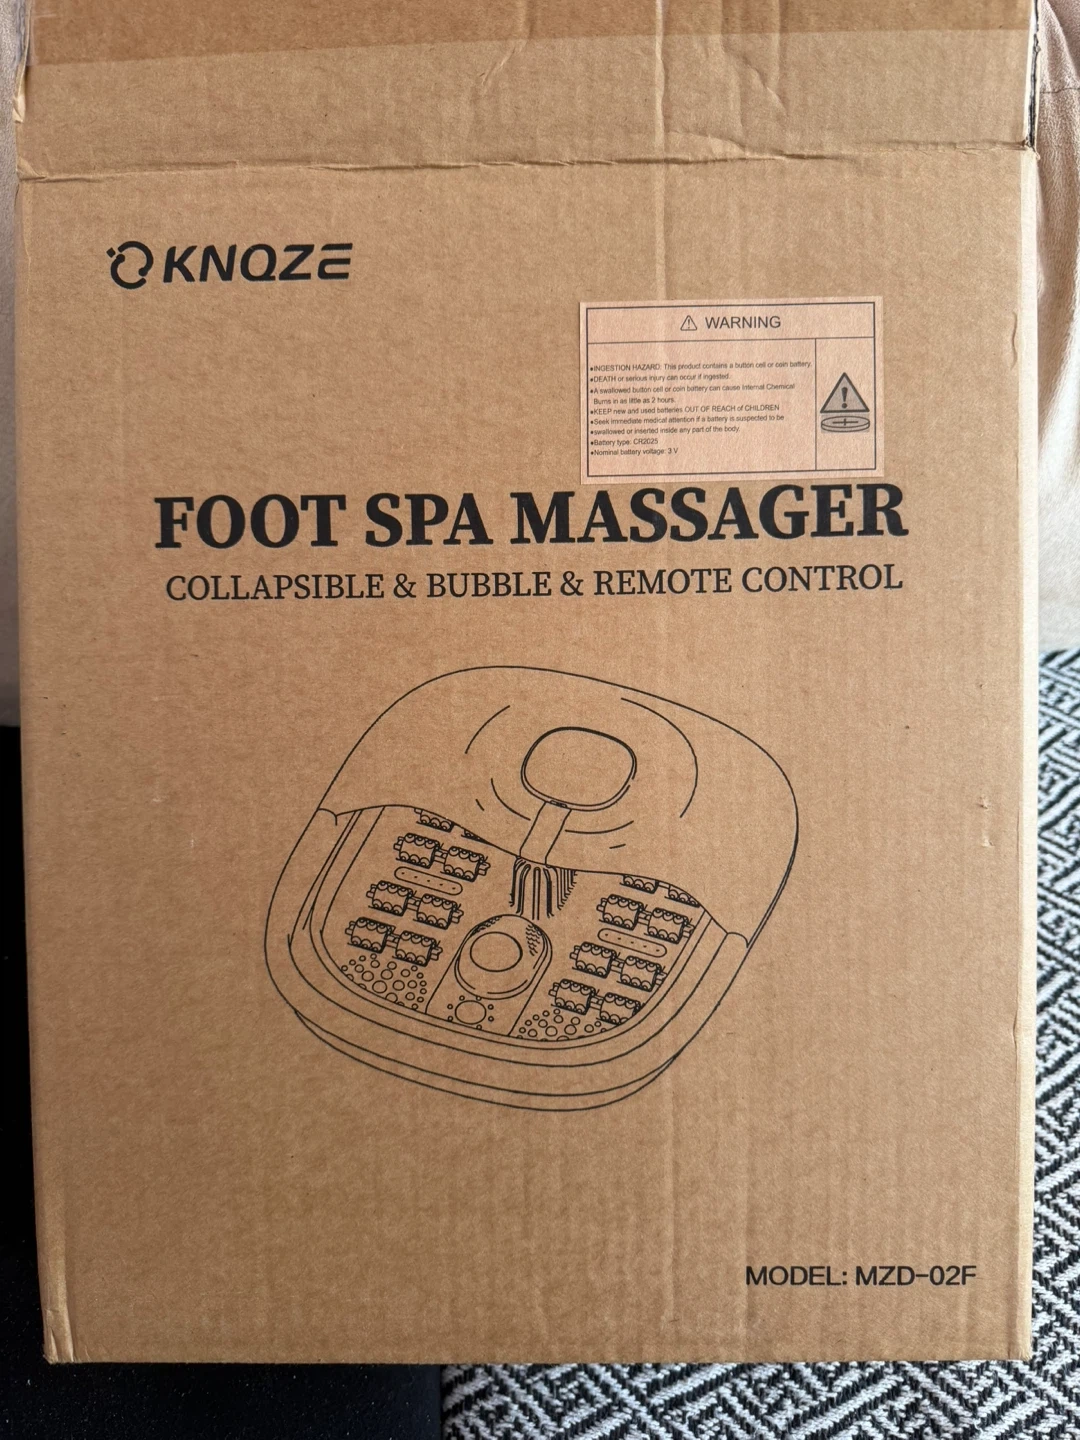 KNQZE
⚠ WARNING
●INGESTION HAZARD: This product contains a button cell or coin battery.
●DEATH or serious injury can occur if ingested.
●A swallowed button cell or coin battery can cause Internal Chemical
Burns in as little as 2 hours.
●KEEP new and used batteries OUT OF REACH of CHILDREN
●Seek immediate medical attention if a battery is suspected to be
●swallowed or inserted inside any part of the body.
●Battery type: CR2025
●Nominal battery voltage: 3 V
FOOT SPA MASSAGER
COLLAPSIBLE & BUBBLE & REMOTE CONTROL
MODEL: MZD-02F